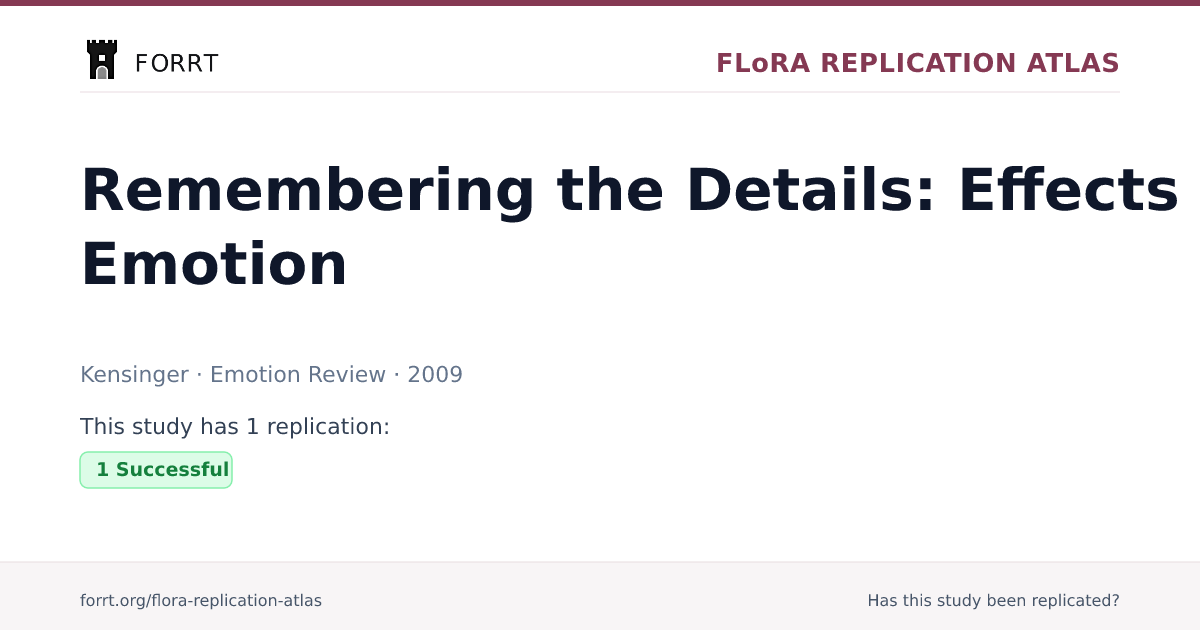 FORRT
FLoRA REPLICATION ATLAS
Remembering the Details: Effects
Emotion
Kensinger · Emotion Review · 2009
This study has 1 replication:
1 Successful
forrt.org/flora-replication-atlas
Has this study been replicated?